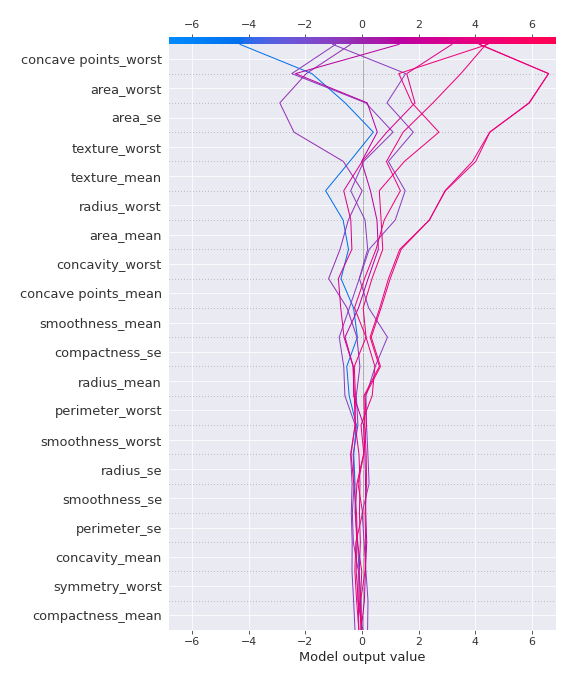 −6 −4 −2 0 2 4 6
concave points_worst
area_worst
area_se
texture_worst
texture_mean
radius_worst
area_mean
concavity_worst
concave points_mean
smoothness_mean
compactness_se
radius_mean
perimeter_worst
smoothness_worst
radius_se
smoothness_se
perimeter_se
concavity_mean
symmetry_worst
compactness_mean
−6 −4 −2 0 2 4 6
Model output value